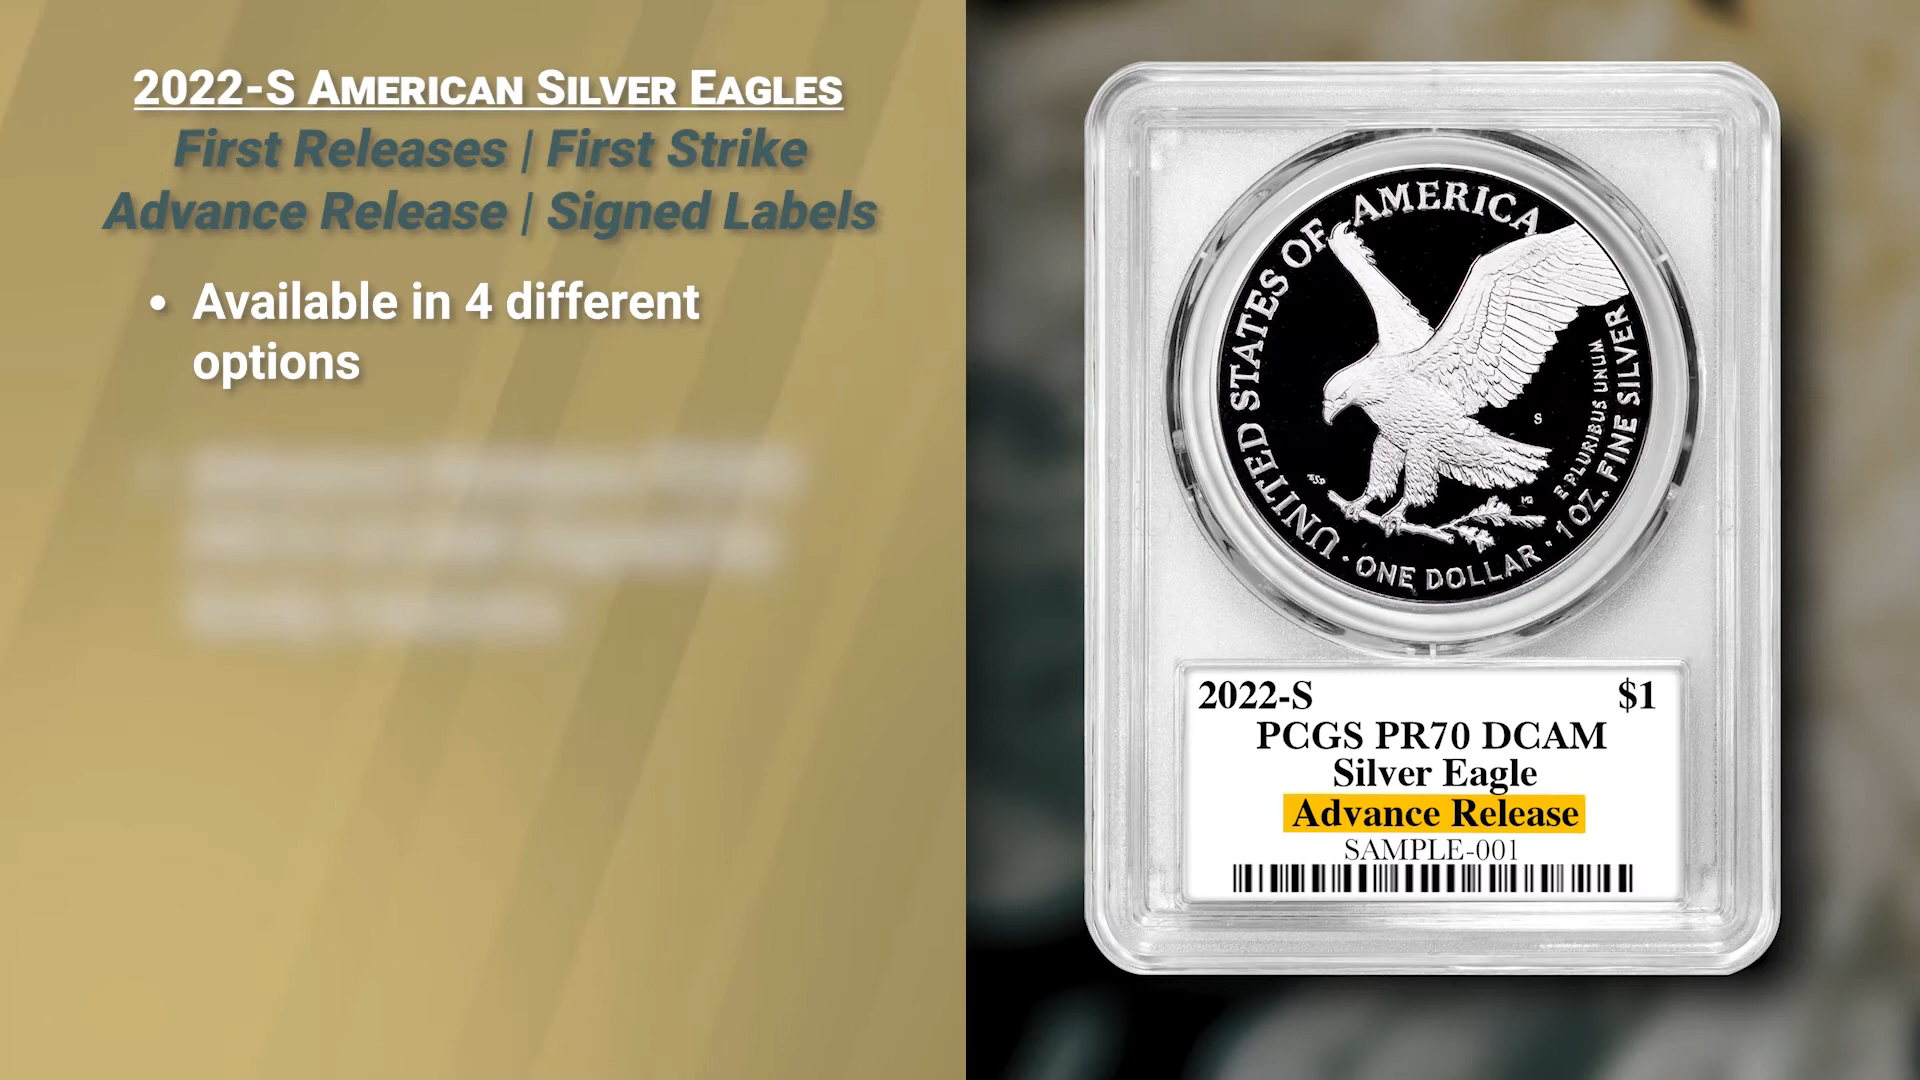 2022-S AMERICAN SILVER EAGLES
First Releases | First Strike
Advance Release | Signed Labels
• Available in 4 different
options
UNITED STATES OF AMERICA
S
E PLURIBUS UNUM
1 OZ. FINE SILVER
ONE DOLLAR
2022-S $1
PCGS PR70 DCAM
Silver Eagle
Advance Release
SAMPLE-001